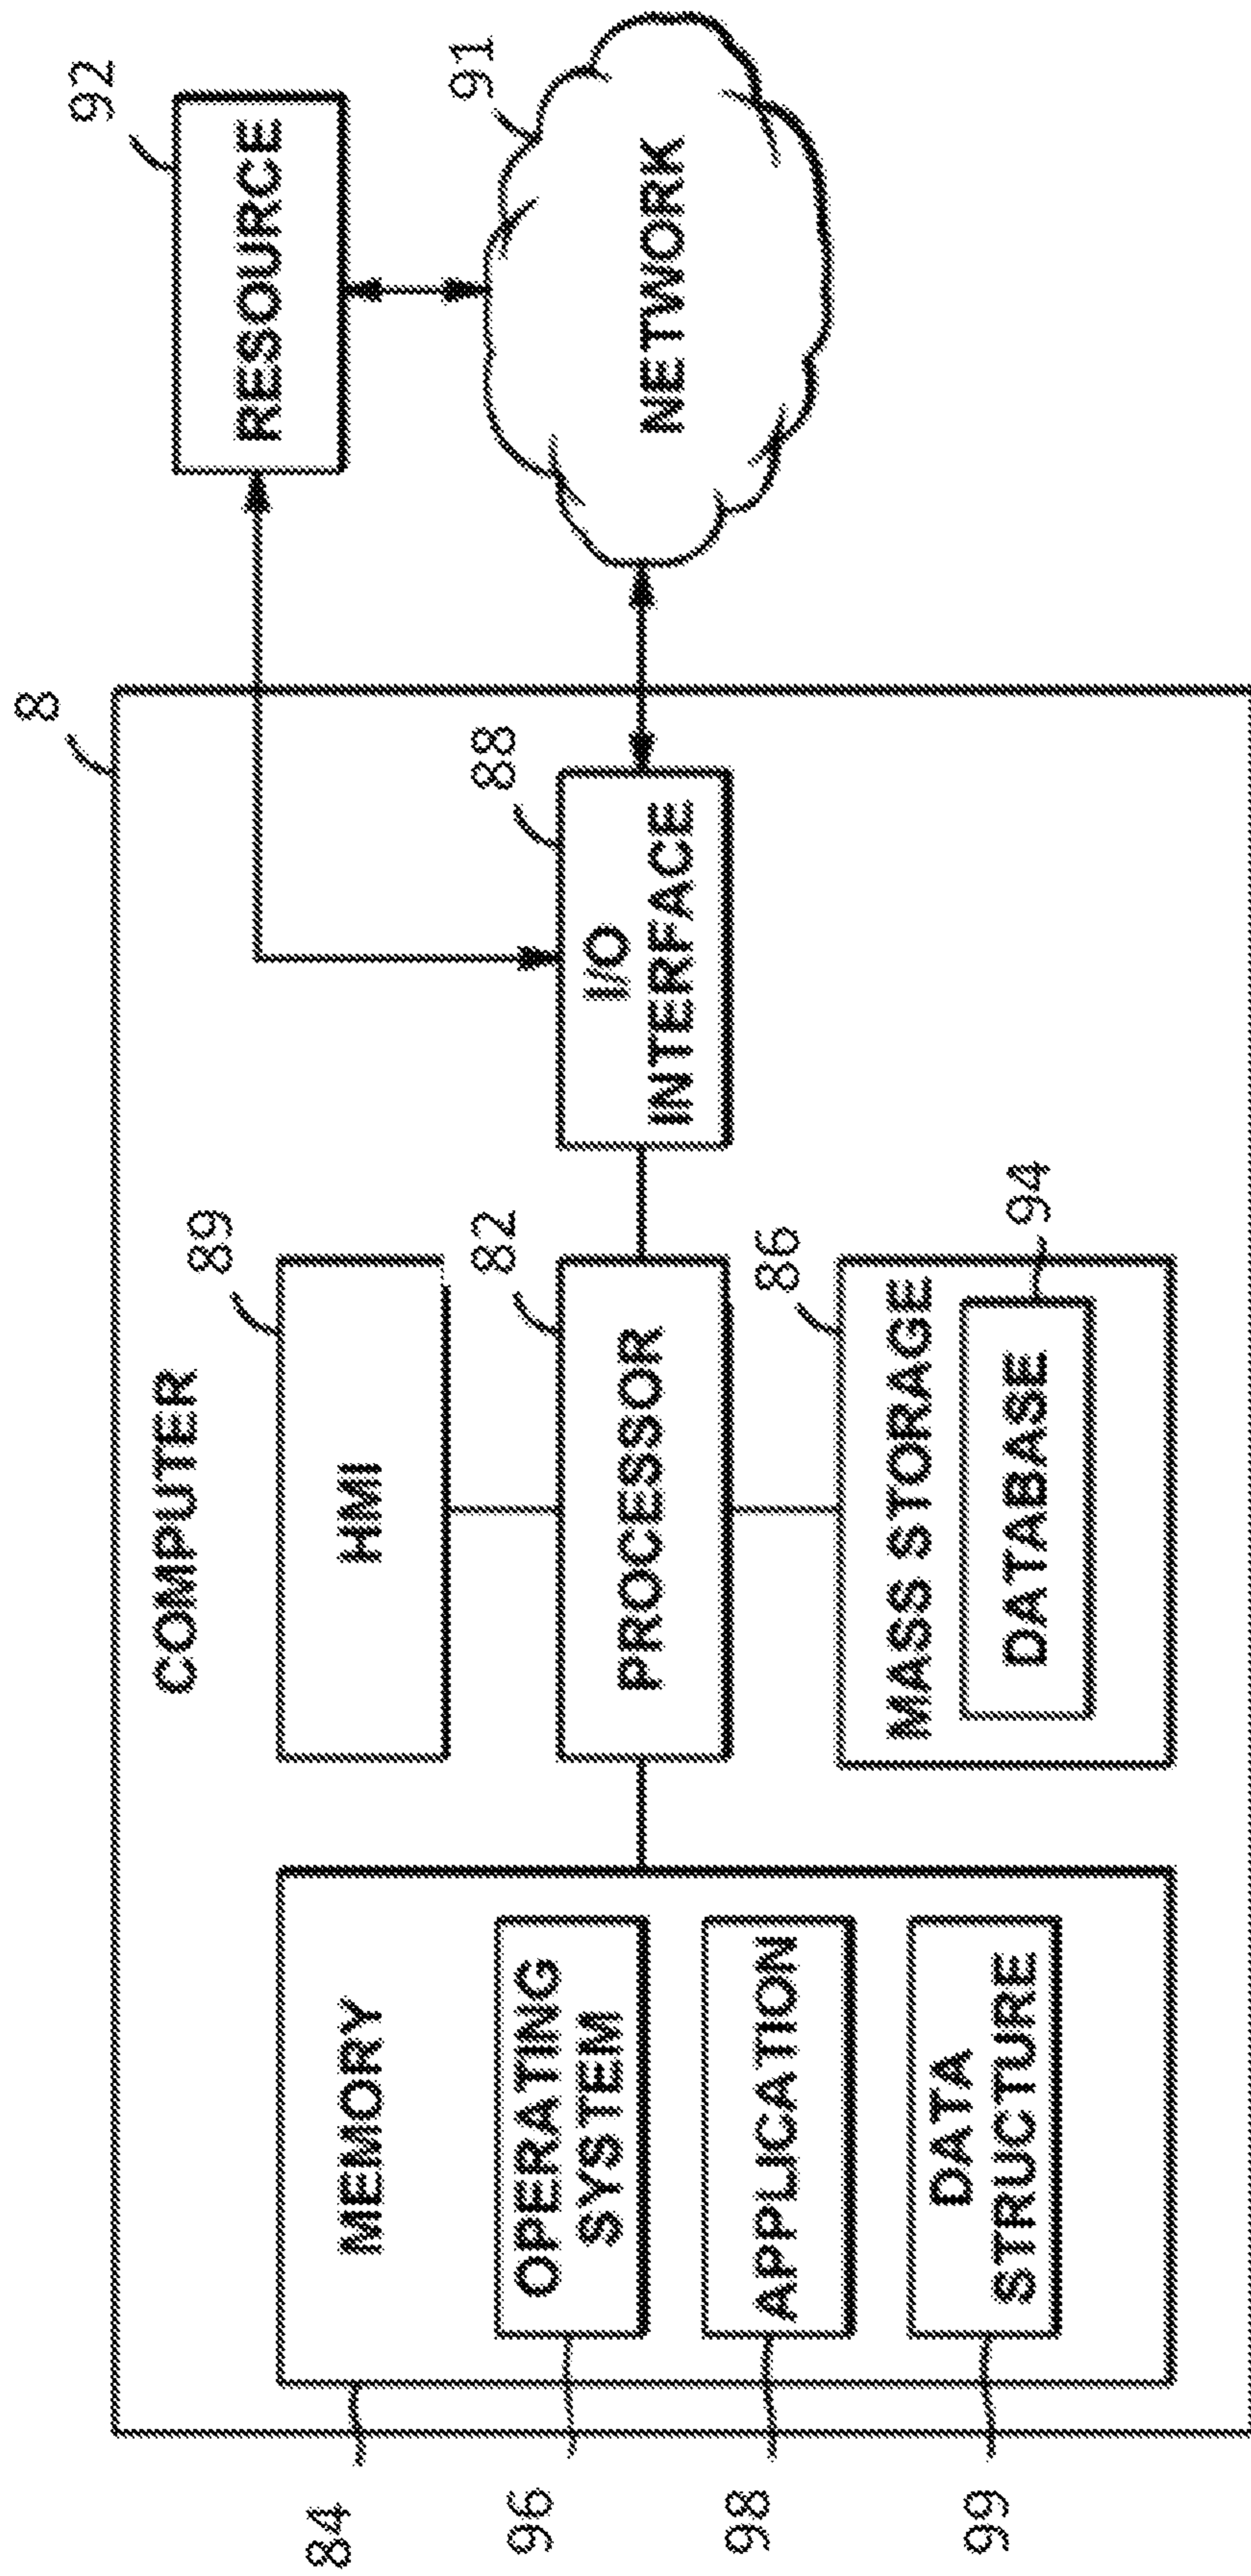 8
COMPUTER
84
MEMORY
96
OPERATING
SYSTEM
98
APPLICATION
99
DATA
STRUCTURE
89
HMI
82
PROCESSOR
86
MASS STORAGE
94
DATABASE
88
I/O
INTERFACE
92
RESOURCE
91
NETWORK